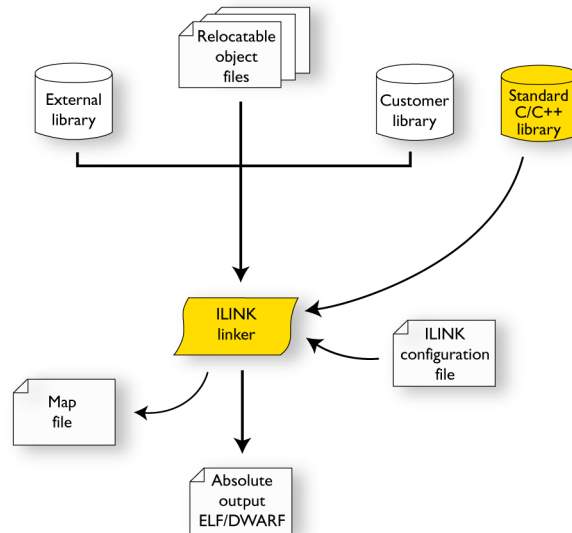 Relocatable
object
files
External
library
Customer
library
Standard
C/C++
library
ILINK
linker
ILINK
configuration
file
Map
file
Absolute
output
ELF/DWARF